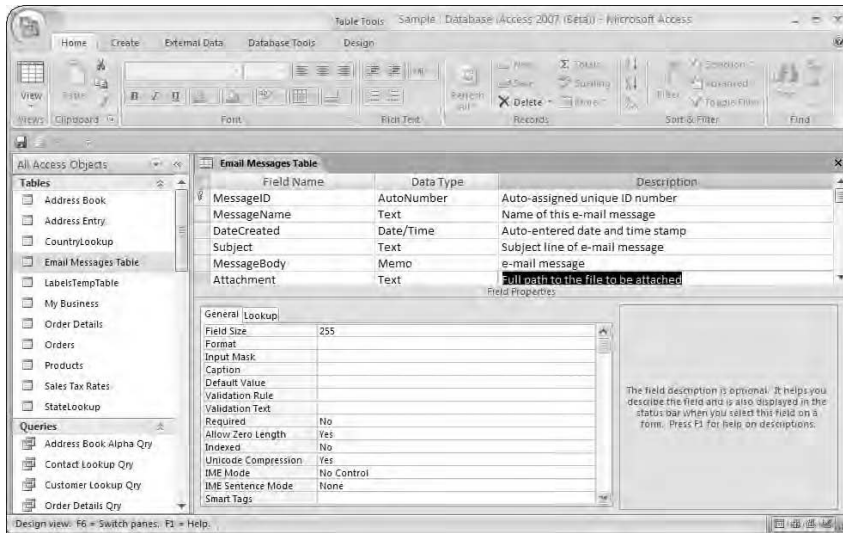 Table Tools Sample Database (Access 2007 (Beta)) - Microsoft Access
Home Create External Data Database Tools Design
View
B I U
Delete
Find
Views Clipboard Font Rich Text Records Sort & Filter Find
All Access Objects
Tables
Address Book
Address Entry
CountryLookup
Email Messages Table
LabelsTempTable
My Business
Order Details
Orders
Products
Sales Tax Rates
StateLookup
Queries
Address Book Alpha Qry
Contact Lookup Qry
Customer Lookup Qry
Order Details Qry
Email Messages Table
Field Name Data Type Description
MessageID AutoNumber Auto-assigned unique ID number
MessageName Text Name of this e-mail message
DateCreated Date/Time Auto-entered date and time stamp
Subject Text Subject line of e-mail message
MessageBody Memo e-mail message
Attachment Text Full path to the file to be attached
Field Properties
General Lookup
Field Size 255
Format
Input Mask
Caption
Default Value
Validation Rule
Validation Text
Required No
Allow Zero Length Yes
Indexed No
Unicode Compression Yes
IME Mode No Control
IME Sentence Mode None
Smart Tags
The field description is optional. It helps you
describe the field and is also displayed in the
status bar when you select this field on a
form. Press F1 for help on descriptions.
Design view. F6 = Switch panes. F1 = Help.